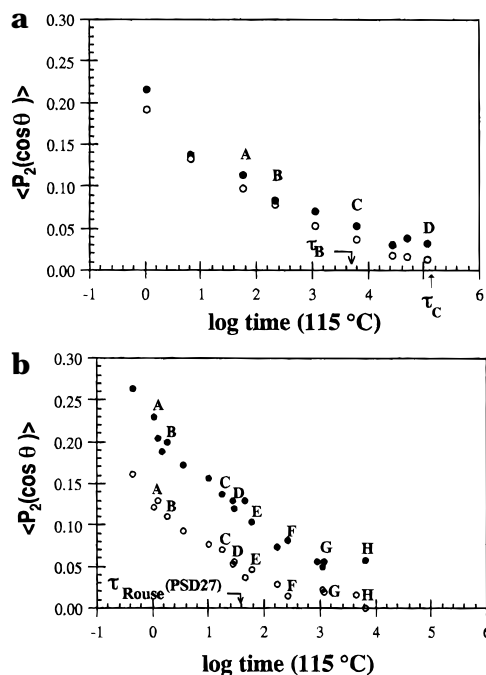 a
<P2(cosθ)>
0.30
0.25
0.20
0.15
0.10
0.05
0.00
A
B
C
D
τB
τC
-1 0 1 2 3 4 5 6
log time (115 °C)
b
<P2(cos θ)>
0.30
0.25
0.20
0.15
0.10
0.05
0.00
A
B
C
D
E
F
G
H
A
B
C
D
E
F
G
H
τ Rouse (PSD27)
-1 0 1 2 3 4 5 6
log time (115 °C)